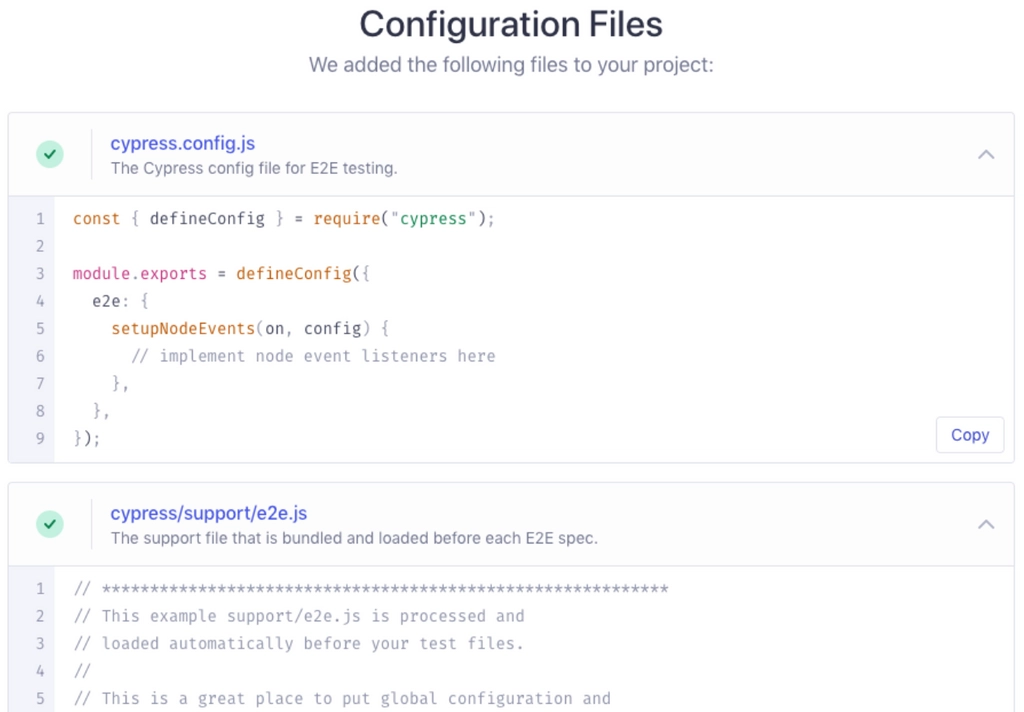 Configuration Files
We added the following files to your project:
cypress.config.js
The Cypress config file for E2E testing.
1 const { defineConfig } = require("cypress");
2
3 module.exports = defineConfig({
4   e2e: {
5     setupNodeEvents(on, config) {
6       // implement node event listeners here
7     },
8   },
9 });
Copy
cypress/support/e2e.js
The support file that is bundled and loaded before each E2E spec.
1 // ***********************************************************
2 // This example support/e2e.js is processed and
3 // loaded automatically before your test files.
4 //
5 // This is a great place to put global configuration and